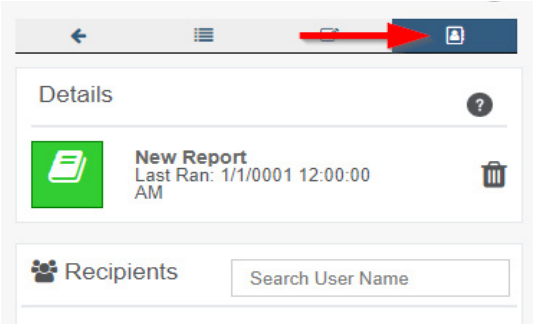 Details
New Report
Last Ran: 1/1/0001 12:00:00
AM
Recipients
Search User Name